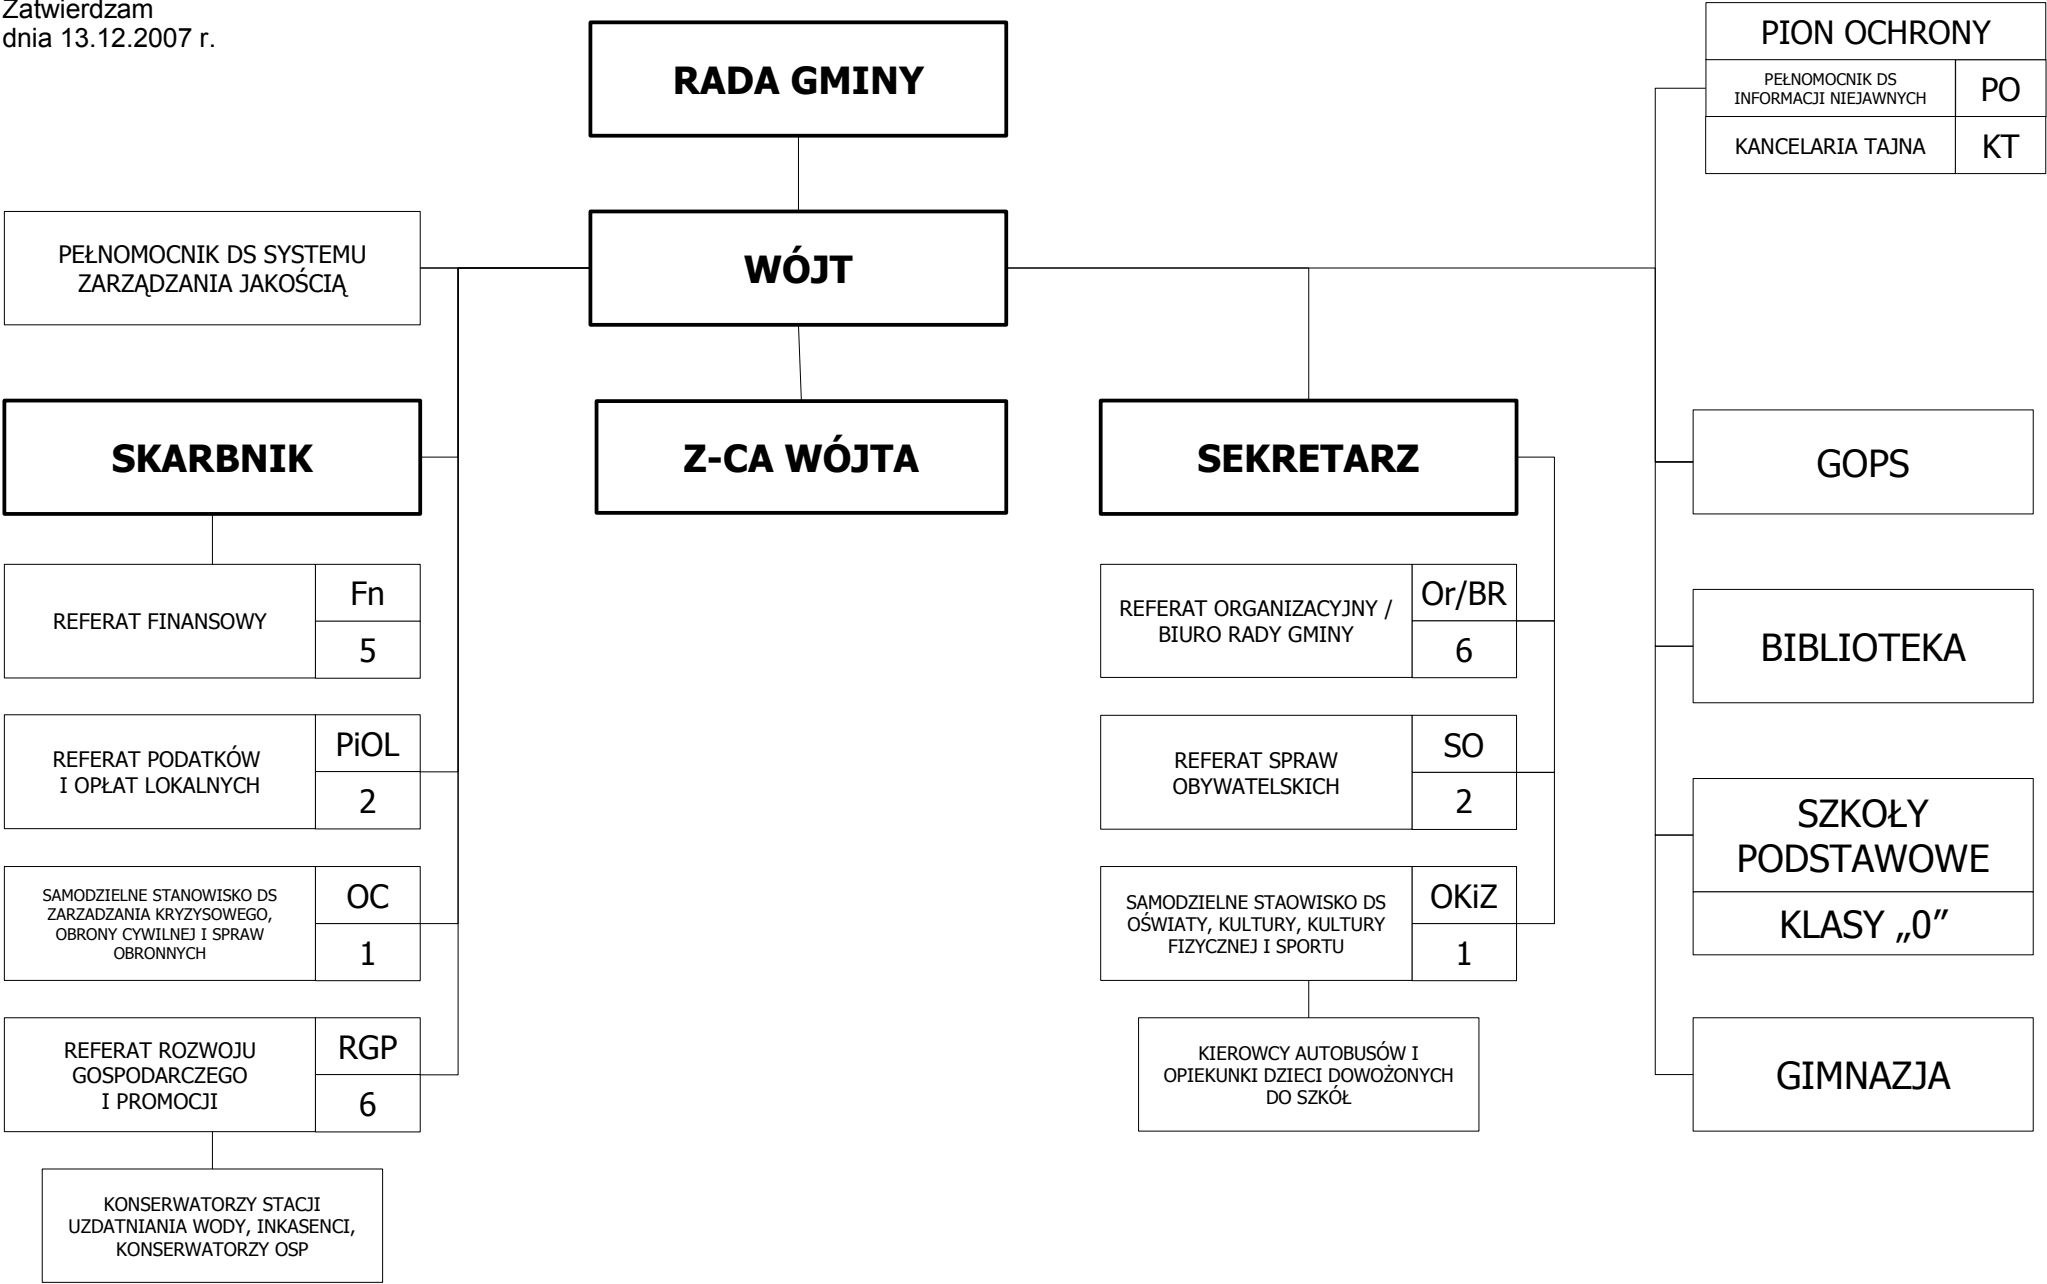 Zatwierdzam
dnia 13.12.2007 r.
RADA GMINY
PION OCHRONY
PEŁNOMOCNIK DS
INFORMACJI NIEJAWNYCH
PO
KANCELARIA TAJNA
KT
PEŁNOMOCNIK DS SYSTEMU
ZARZĄDZANIA JAKOŚCIĄ
WÓJT
SKARBNIK
Z-CA WÓJTA
SEKRETARZ
GOPS
REFERAT FINANSOWY
Fn
5
REFERAT ORGANIZACYJNY /
BIURO RADY GMINY
Or/BR
6
BIBLIOTEKA
REFERAT PODATKÓW
I OPŁAT LOKALNYCH
PiOL
2
REFERAT SPRAW
OBYWATELSKICH
SO
2
SZKOŁY
PODSTAWOWE
KLASY „0”
SAMODZIELNE STANOWISKO DS
ZARZADZANIA KRYZYSOWEGO,
OBRONY CYWILNEJ I SPRAW
OBRONNYCH
OC
1
SAMODZIELNE STAOWISKO DS
OŚWIATY, KULTURY, KULTURY
FIZYCZNEJ I SPORTU
OKiZ
1
REFERAT ROZWOJU
GOSPODARCZEGO
I PROMOCJI
RGP
6
KIEROWCY AUTOBUSÓW I
OPIEKUNKI DZIECI DOWOŻONYCH
DO SZKÓŁ
GIMNAZJA
KONSERWATORZY STACJI
UZDATNIANIA WODY, INKASENCI,
KONSERWATORZY OSP